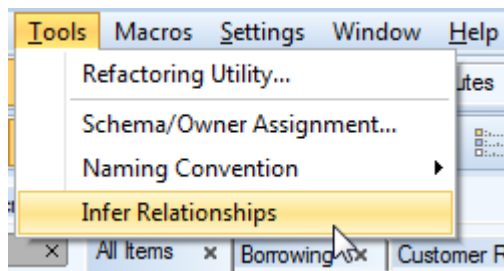 Tools Macros Settings Window Help
Refactoring Utility...
Schema/Owner Assignment...
Naming Convention
Infer Relationships
All Items Borrowing Customer